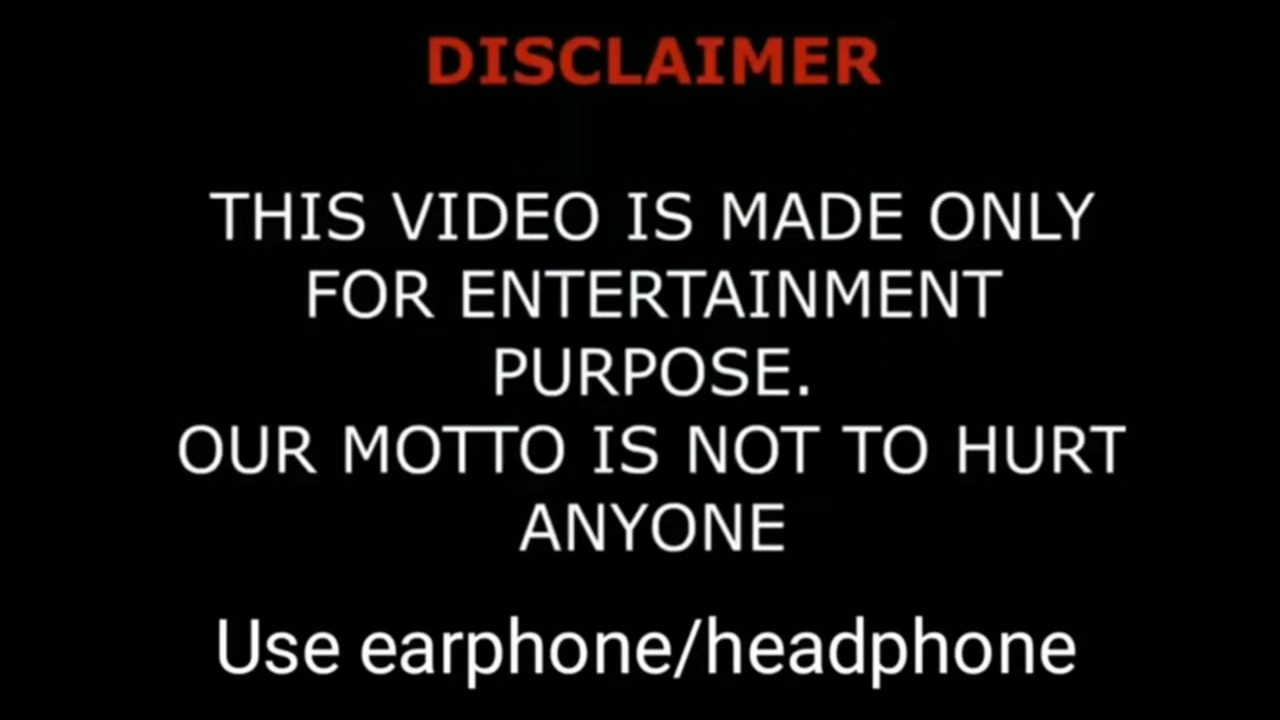 DISCLAIMER
THIS VIDEO IS MADE ONLY
FOR ENTERTAINMENT
PURPOSE.
OUR MOTTO IS NOT TO HURT
ANYONE
Use earphone/headphone